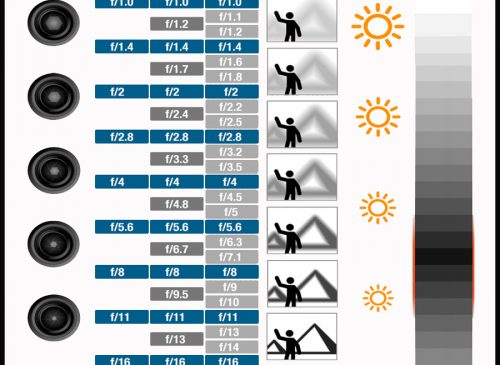 f/1.0 f/1.0 f/1.0
f/1.1
f/1.2
f/1.2
f/1.4 f/1.4 f/1.4
f/1.6
f/1.7
f/1.8
f/2 f/2 f/2
f/2.2
f/2.4
f/2.5
f/2.8 f/2.8 f/2.8
f/3.2
f/3.3
f/3.5
f/4 f/4 f/4
f/4.5
f/4.8
f/5
f/5.6 f/5.6 f/5.6
f/6.3
f/6.7
f/7.1
f/8 f/8 f/8
f/9
f/9.5
f/10
f/11 f/11 f/11
f/13
f/13
f/14
f/16 f/16 f/16